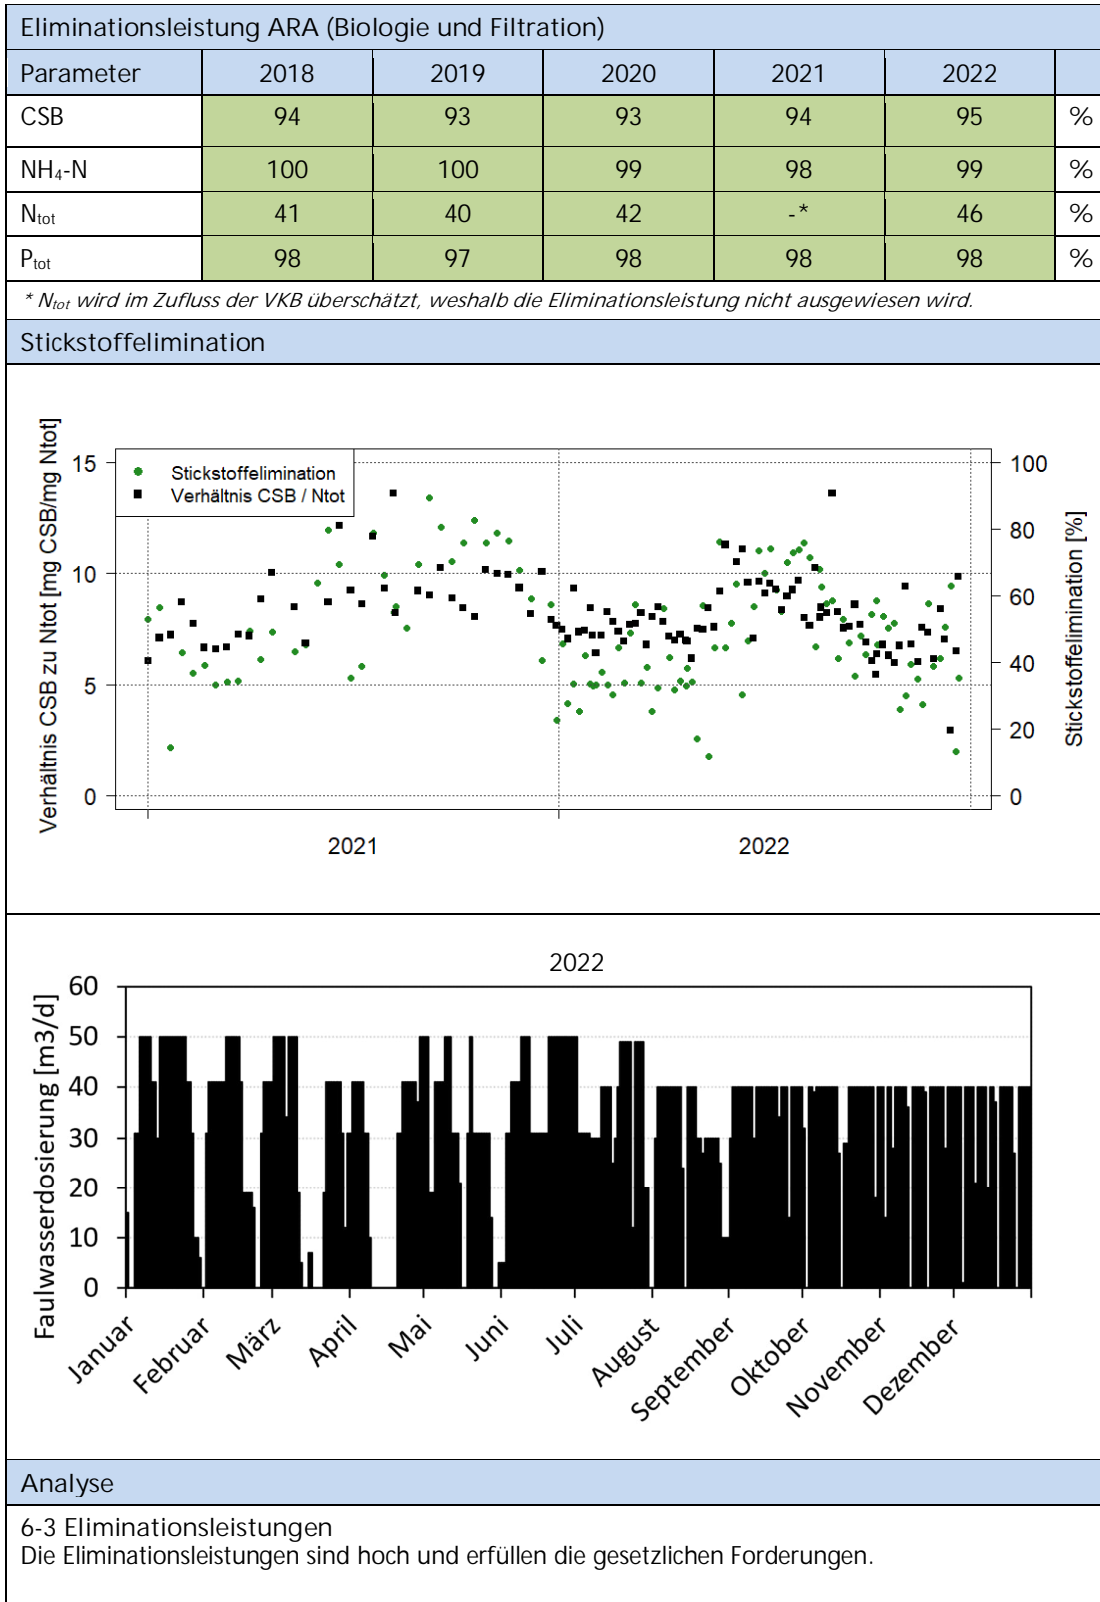 Eliminationsleistung ARA (Biologie und Filtration)
Parameter 2018 2019 2020 2021 2022
CSB 94 93 93 94 95 %
NH4-N 100 100 99 98 99 %
Ntot 41 40 42 -* 46 %
Ptot 98 97 98 98 98 %
* Ntot wird im Zufluss der VKB überschätzt, weshalb die Eliminationsleistung nicht ausgewiesen wird.
Stickstoffelimination
Verhältnis CSB zu Ntot [mg CSB/mg Ntot]
15
10
5
0
Stickstoffelimination
Verhältnis CSB / Ntot
100
80
60
40
20
0
Stickstoffelimination [%]
2021 2022
2022
Faulwasserdosierung [m3/d]
60
50
40
30
20
10
0
Januar Februar März April Mai Juni Juli August September Oktober November Dezember
Analyse
6-3 Eliminationsleistungen
Die Eliminationsleistungen sind hoch und erfüllen die gesetzlichen Forderungen.